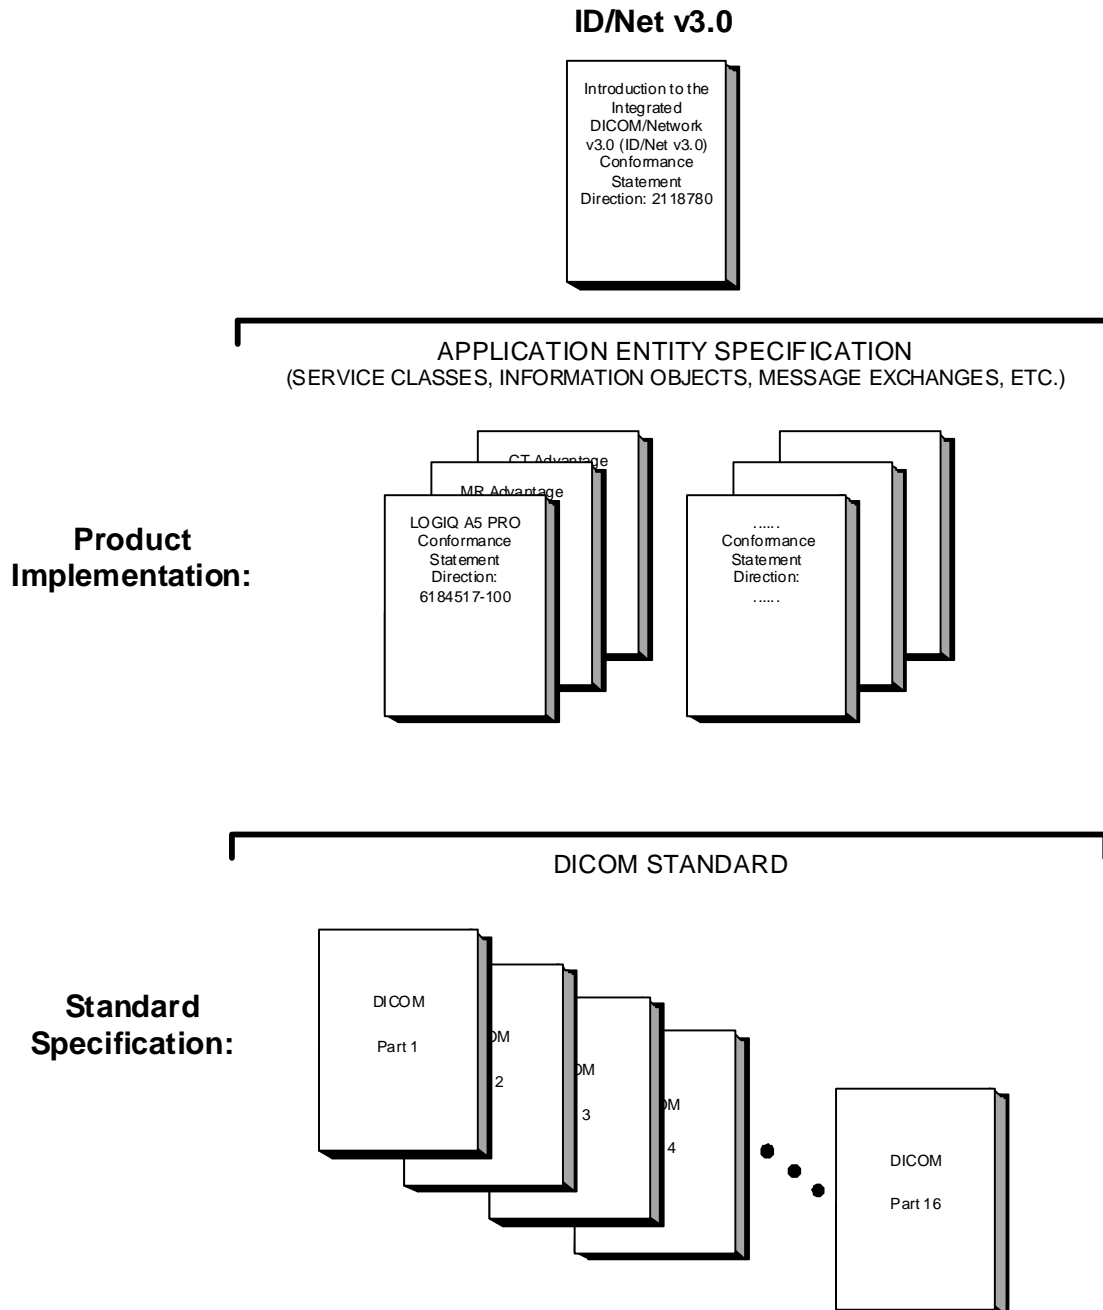 ID/Net v3.0
Introduction to the
Integrated
DICOM/Network
v3.0 (ID/Net v3.0)
Conformance
Statement
Direction: 2118780
APPLICATION ENTITY SPECIFICATION
(SERVICE CLASSES, INFORMATION OBJECTS, MESSAGE EXCHANGES, ETC.)
Product
Implementation:
CT Advantage
MR Advantage
LOGIQ A5 PRO
Conformance
Statement
Direction:
6184517-100
.....
Conformance
Statement
Direction:
.....
DICOM STANDARD
Standard
Specification:
DICOM
Part 1
OM
2
OM
3
OM
4
DICOM
Part 16